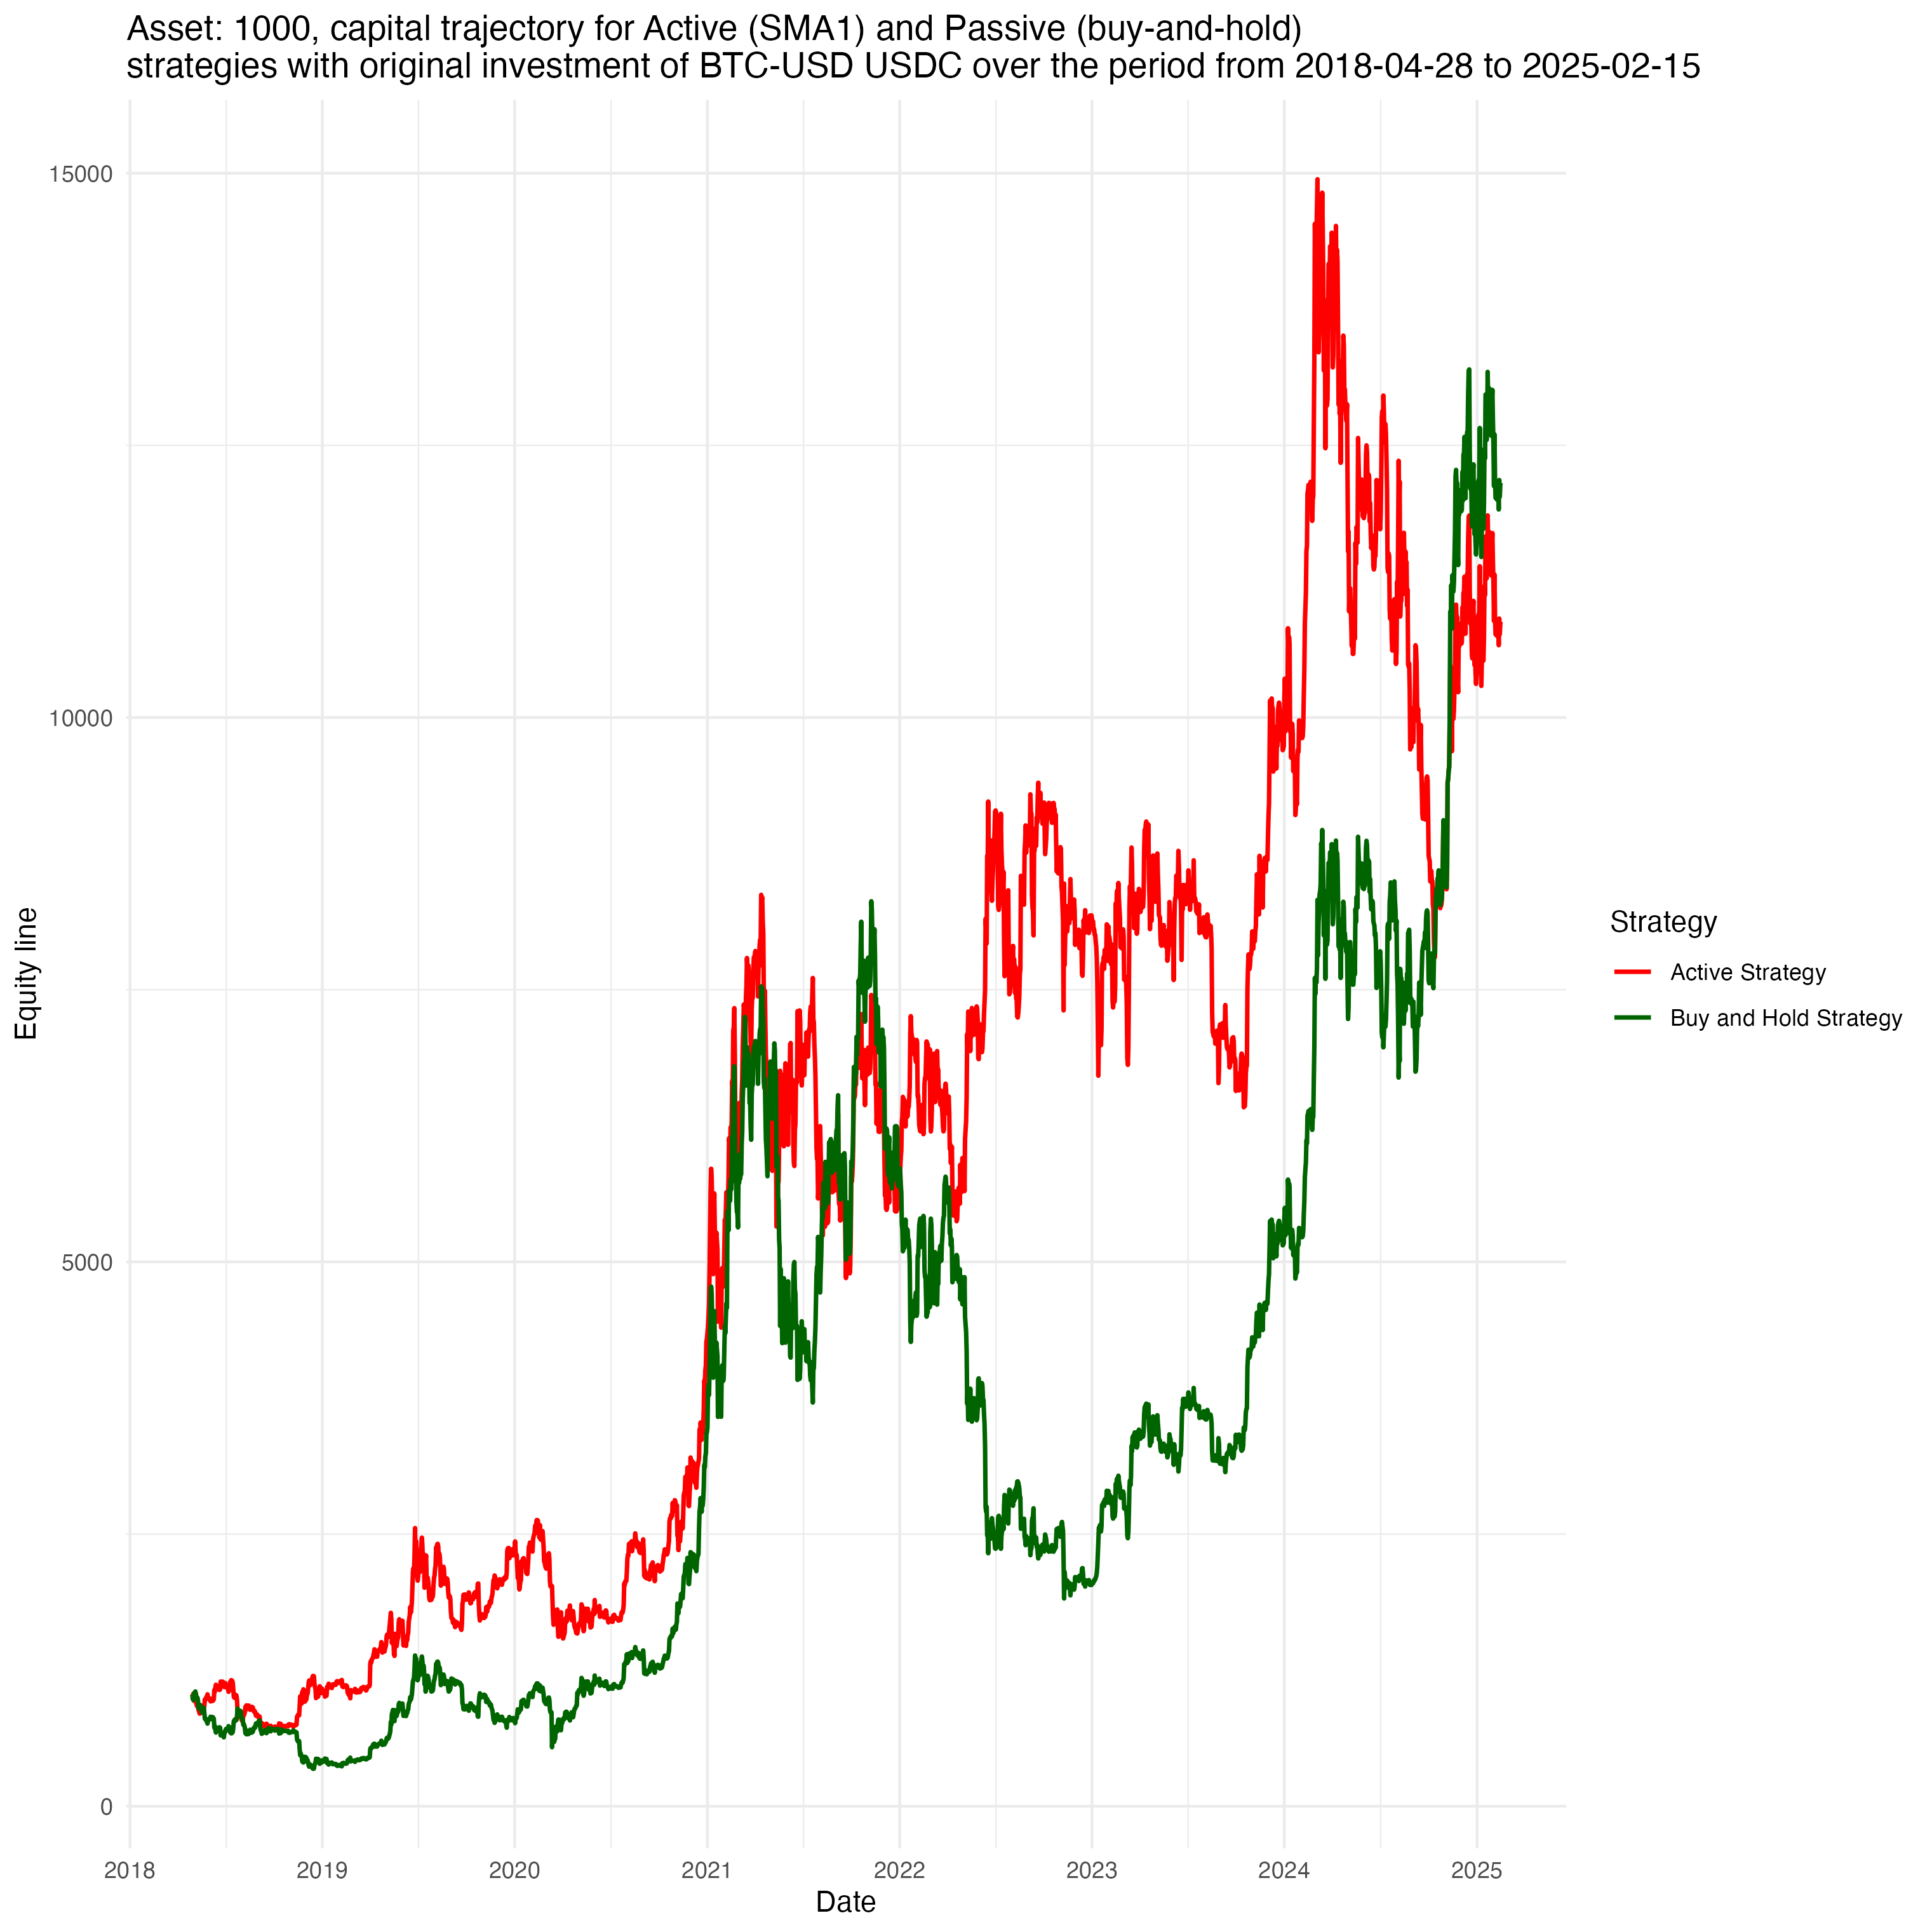 Asset: 1000, capital trajectory for Active (SMA1) and Passive (buy-and-hold)
strategies with original investment of BTC-USD USDC over the period from 2018-04-28 to 2025-02-15
15000
10000
5000
0
Equity line
2018
2019
2020
2021
2022
2023
2024
2025
Date
Strategy
Active Strategy
Buy and Hold Strategy